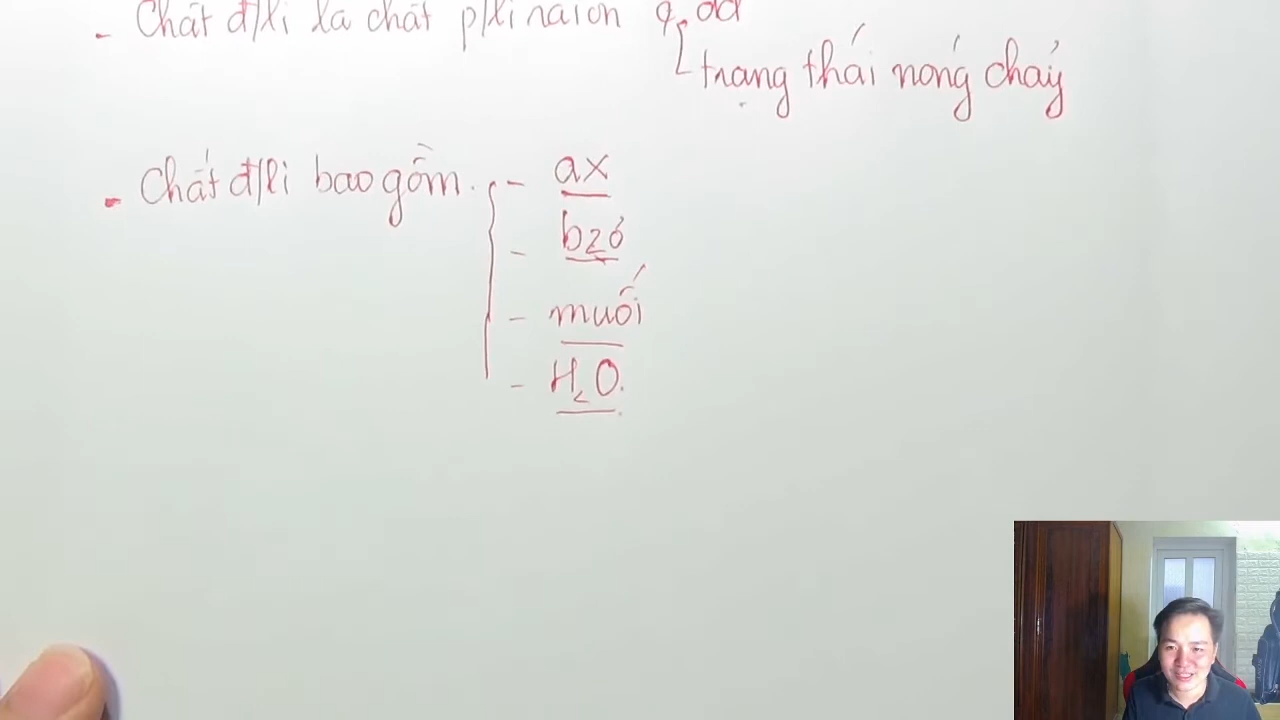 - Chất đ/li là chất p/li ra ion
dd
trạng thái nóng chảy
- Chất đ/li bao gồm.
- ax
- bzơ
- muối
- H₂O.